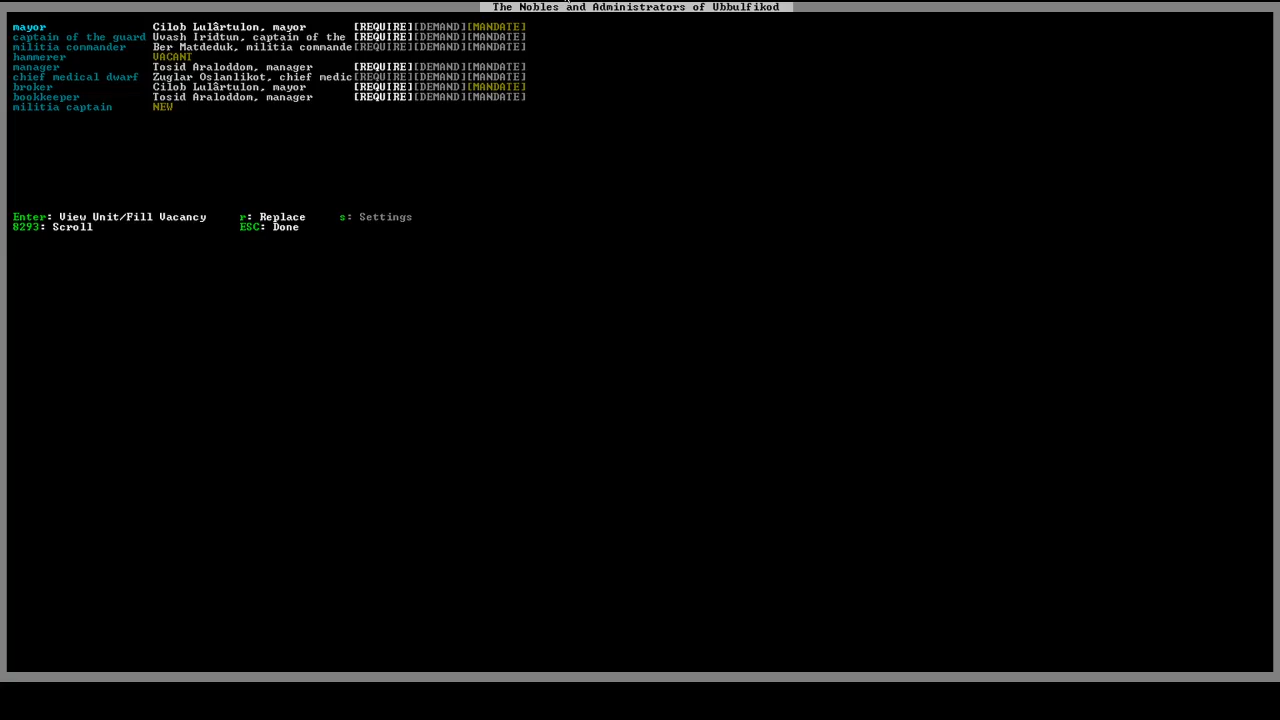 The Nobles and Administrators of Ubbulfikod
mayor Cilob Lulârtulon, mayor [REQUIRE][DEMAND][MANDATE]
captain of the guard Uvash Iridtun, captain of the [REQUIRE][DEMAND][MANDATE]
militia commander Ber Matdeduk, militia commande[REQUIRE][DEMAND][MANDATE]
hammerer VACANT
manager Tosid Araloddom, manager [REQUIRE][DEMAND][MANDATE]
chief medical dwarf Zuglar Oslanlikot, chief medic[REQUIRE][DEMAND][MANDATE]
broker Cilob Lulârtulon, mayor [REQUIRE][DEMAND][MANDATE]
bookkeeper Tosid Araloddom, manager [REQUIRE][DEMAND][MANDATE]
militia captain NEW
Enter: View Unit/Fill Vacancy r: Replace s: Settings
8293: Scroll ESC: Done